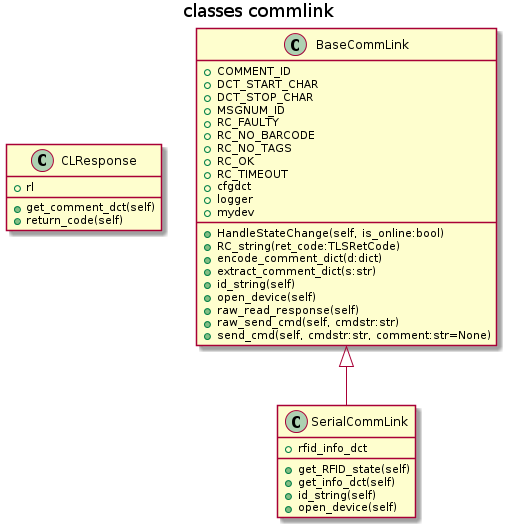 classes commlink
C BaseCommLink
COMMENT_ID
DCT_START_CHAR
DCT_STOP_CHAR
MSGNUM_ID
RC_FAULTY
RC_NO_BARCODE
RC_NO_TAGS
RC_OK
RC_TIMEOUT
cfgdct
logger
mydev
HandleStateChange(self, is_online:bool)
RC_string(ret_code:TLSRetCode)
encode_comment_dict(d:dict)
extract_comment_dict(s:str)
id_string(self)
open_device(self)
raw_read_response(self)
raw_send_cmd(self, cmdstr:str)
send_cmd(self, cmdstr:str, comment:str=None)
C CLResponse
rl
get_comment_dct(self)
return_code(self)
C SerialCommLink
rfid_info_dct
get_RFID_state(self)
get_info_dct(self)
id_string(self)
open_device(self)